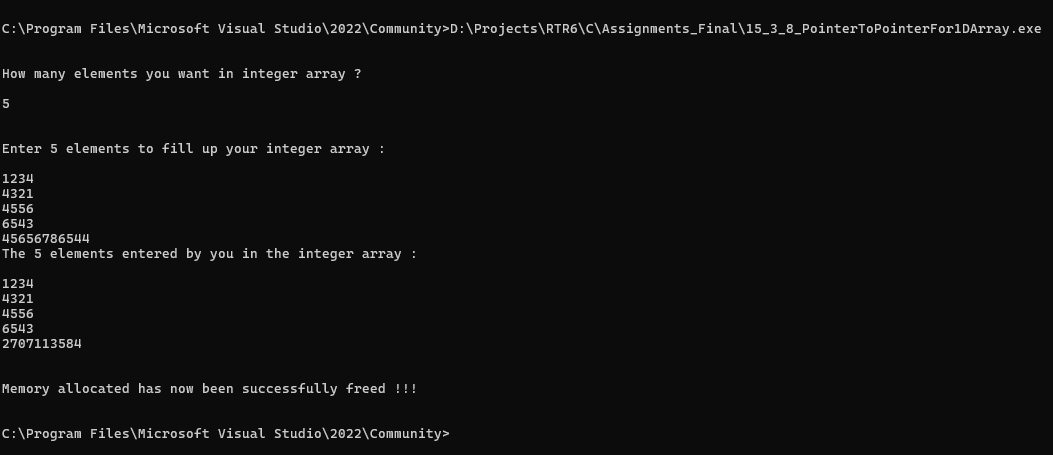 C:\Program Files\Microsoft Visual Studio\2022\Community>D:\Projects\RTR6\C\Assignments_Final\15_3_8_PointerToPointerFor1DArray.exe
How many elements you want in integer array ?
5
Enter 5 elements to fill up your integer array :
1234
4321
4556
6543
45656786544
The 5 elements entered by you in the integer array :
1234
4321
4556
6543
2707113584
Memory allocated has now been successfully freed !!!
C:\Program Files\Microsoft Visual Studio\2022\Community>